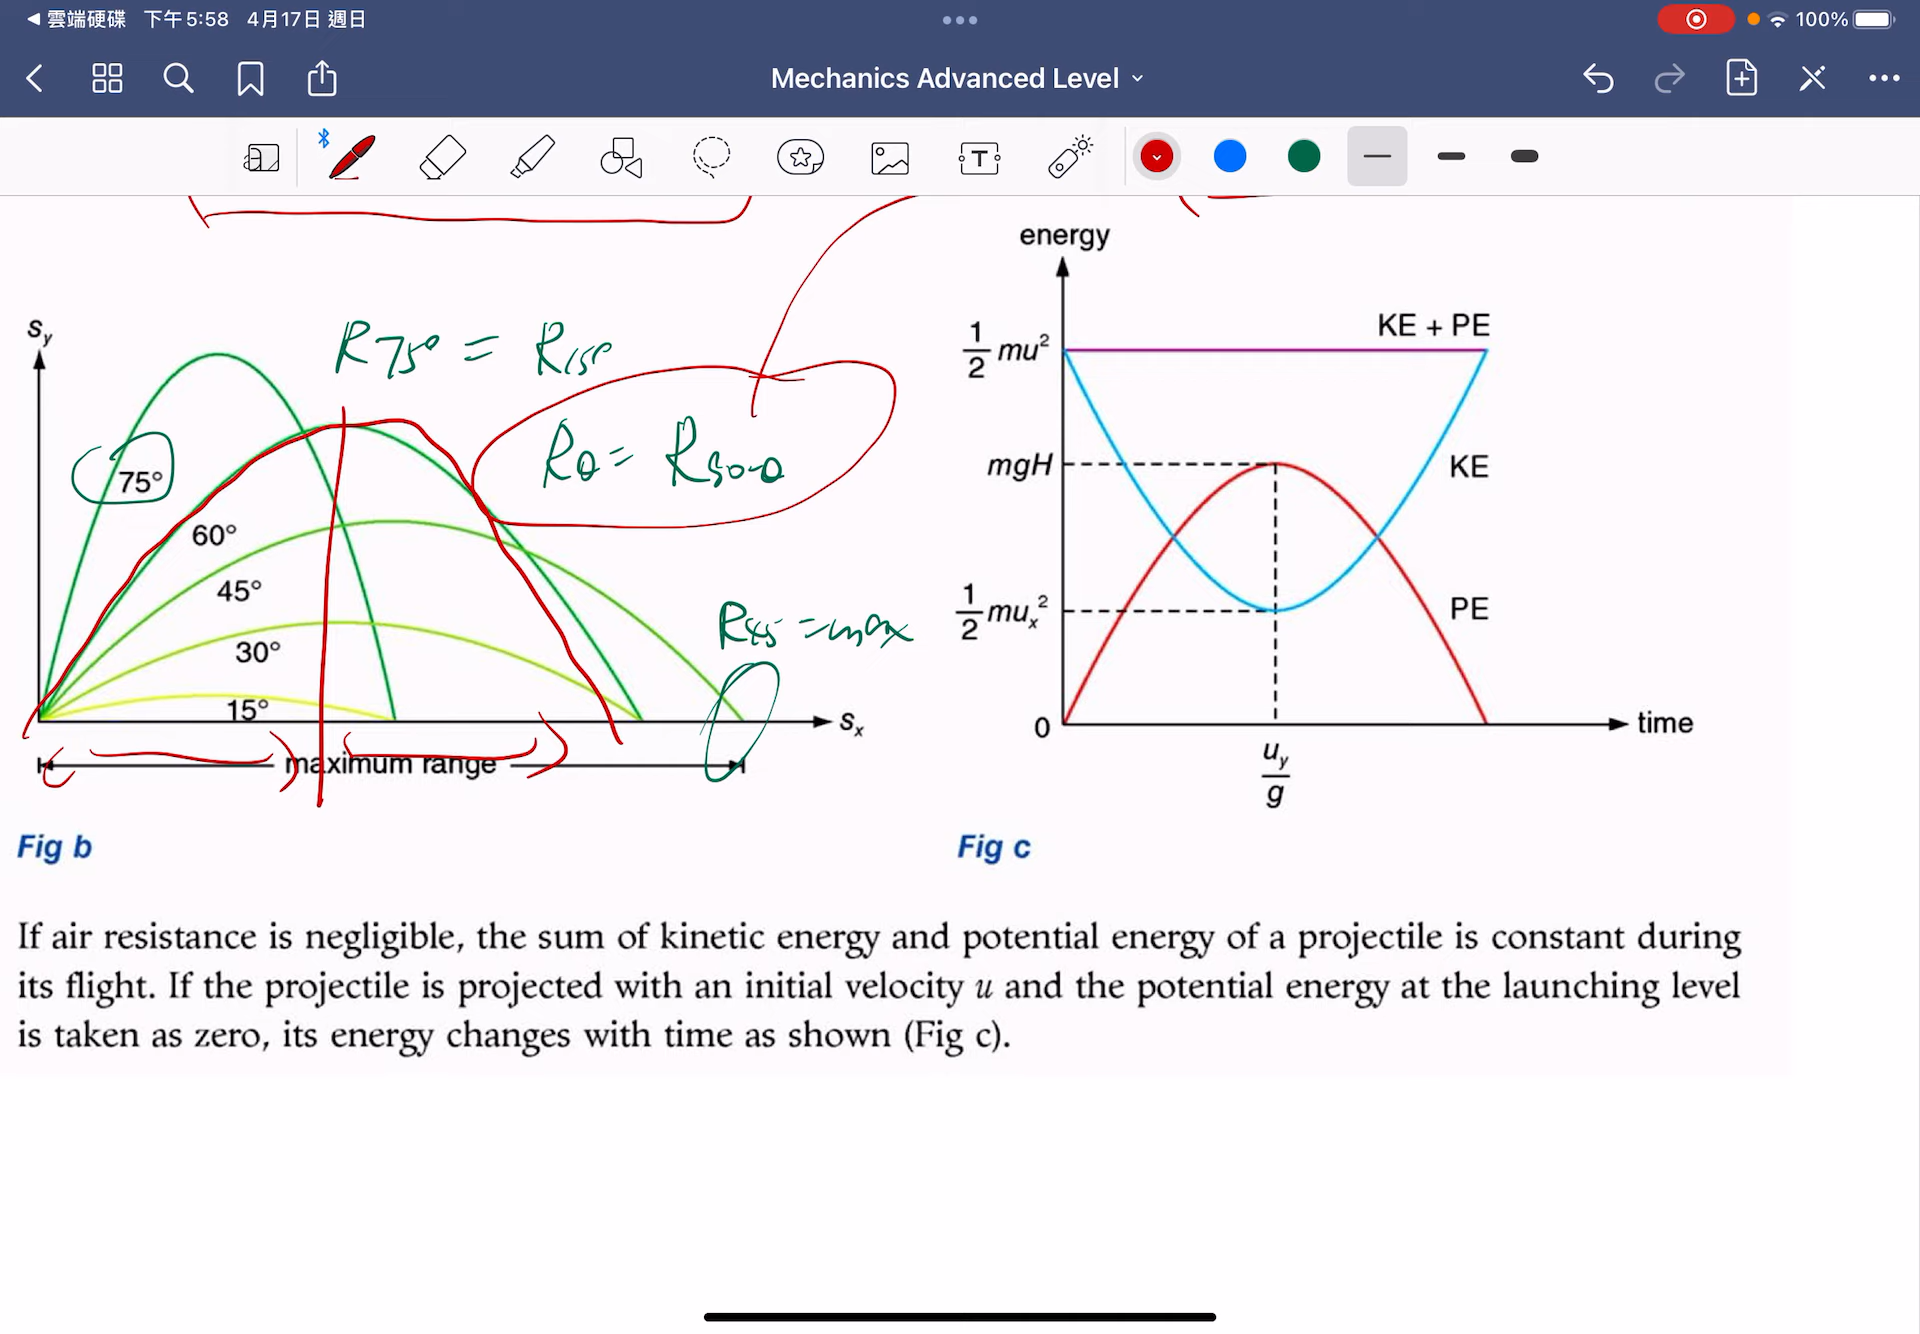 ◀ 雲端硬碟 下午5:58 4月17日 週日
100%
Mechanics Advanced Level
T
energy
KE + PE
1/2 mu²
s_y
R75° = R15°
Rθ = R90-θ
mgH
KE
75°
60°
45°
30°
15°
R45 = max
1/2 mu_x²
PE
s_x
0
time
maximum range
u_y/g
Fig b
Fig c
If air resistance is negligible, the sum of kinetic energy and potential energy of a projectile is constant during
its flight. If the projectile is projected with an initial velocity u and the potential energy at the launching level
is taken as zero, its energy changes with time as shown (Fig c).